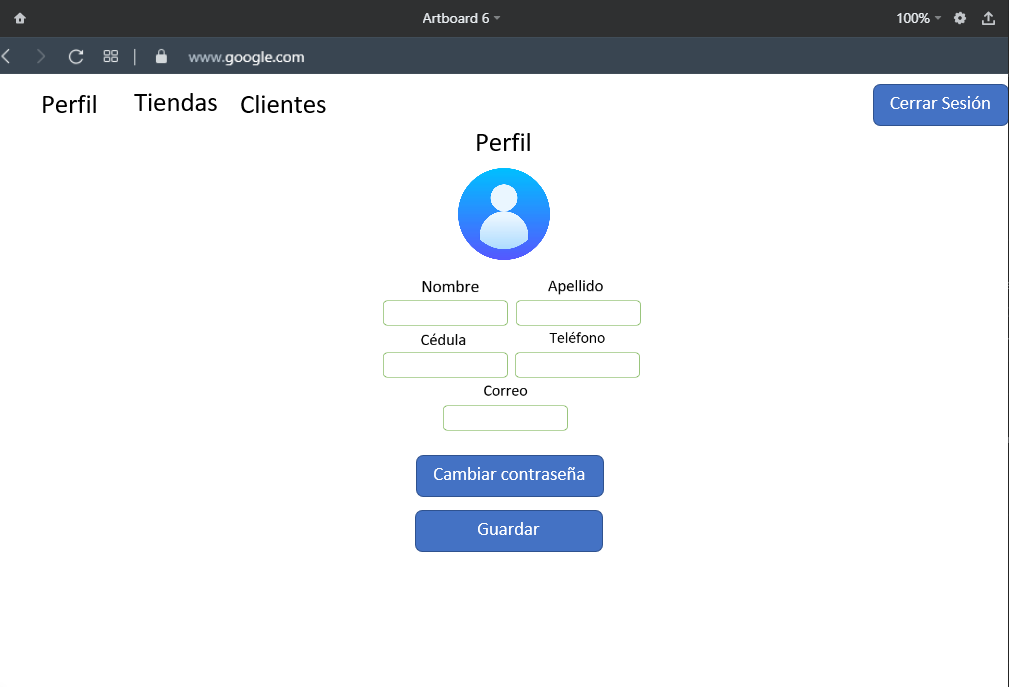 Artboard 6
100%
www.google.com
Perfil Tiendas Clientes
Cerrar Sesión
Perfil
Nombre Apellido
Cédula Teléfono
Correo
Cambiar contraseña
Guardar